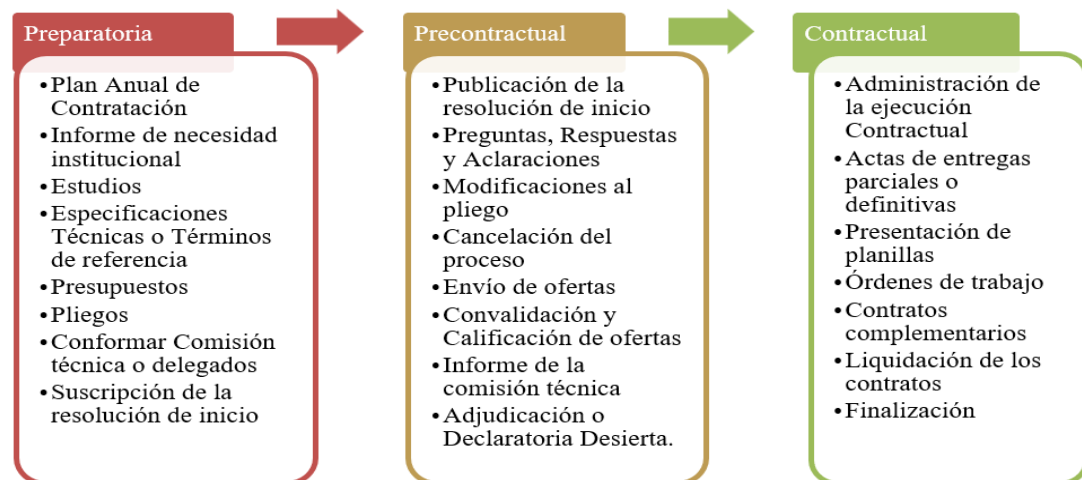 Preparatoria
•Plan Anual de
Contratación
•Informe de necesidad
institucional
•Estudios
•Especificaciones
Técnicas o Términos
de referencia
•Presupuestos
•Pliegos
•Conformar Comisión
técnica o delegados
•Suscripción de la
resolución de inicio
Precontractual
•Publicación de la
resolución de inicio
•Preguntas, Respuestas
y Aclaraciones
•Modificaciones al
pliego
•Cancelación del
proceso
•Envío de ofertas
•Convalidación y
Calificación de ofertas
•Informe de la
comisión técnica
•Adjudicación o
Declaratoria Desierta.
Contractual
•Administración de
la ejecución
Contractual
•Actas de entregas
parciales o
definitivas
•Presentación de
planillas
•Órdenes de trabajo
•Contratos
complementarios
•Liquidación de los
contratos
•Finalización